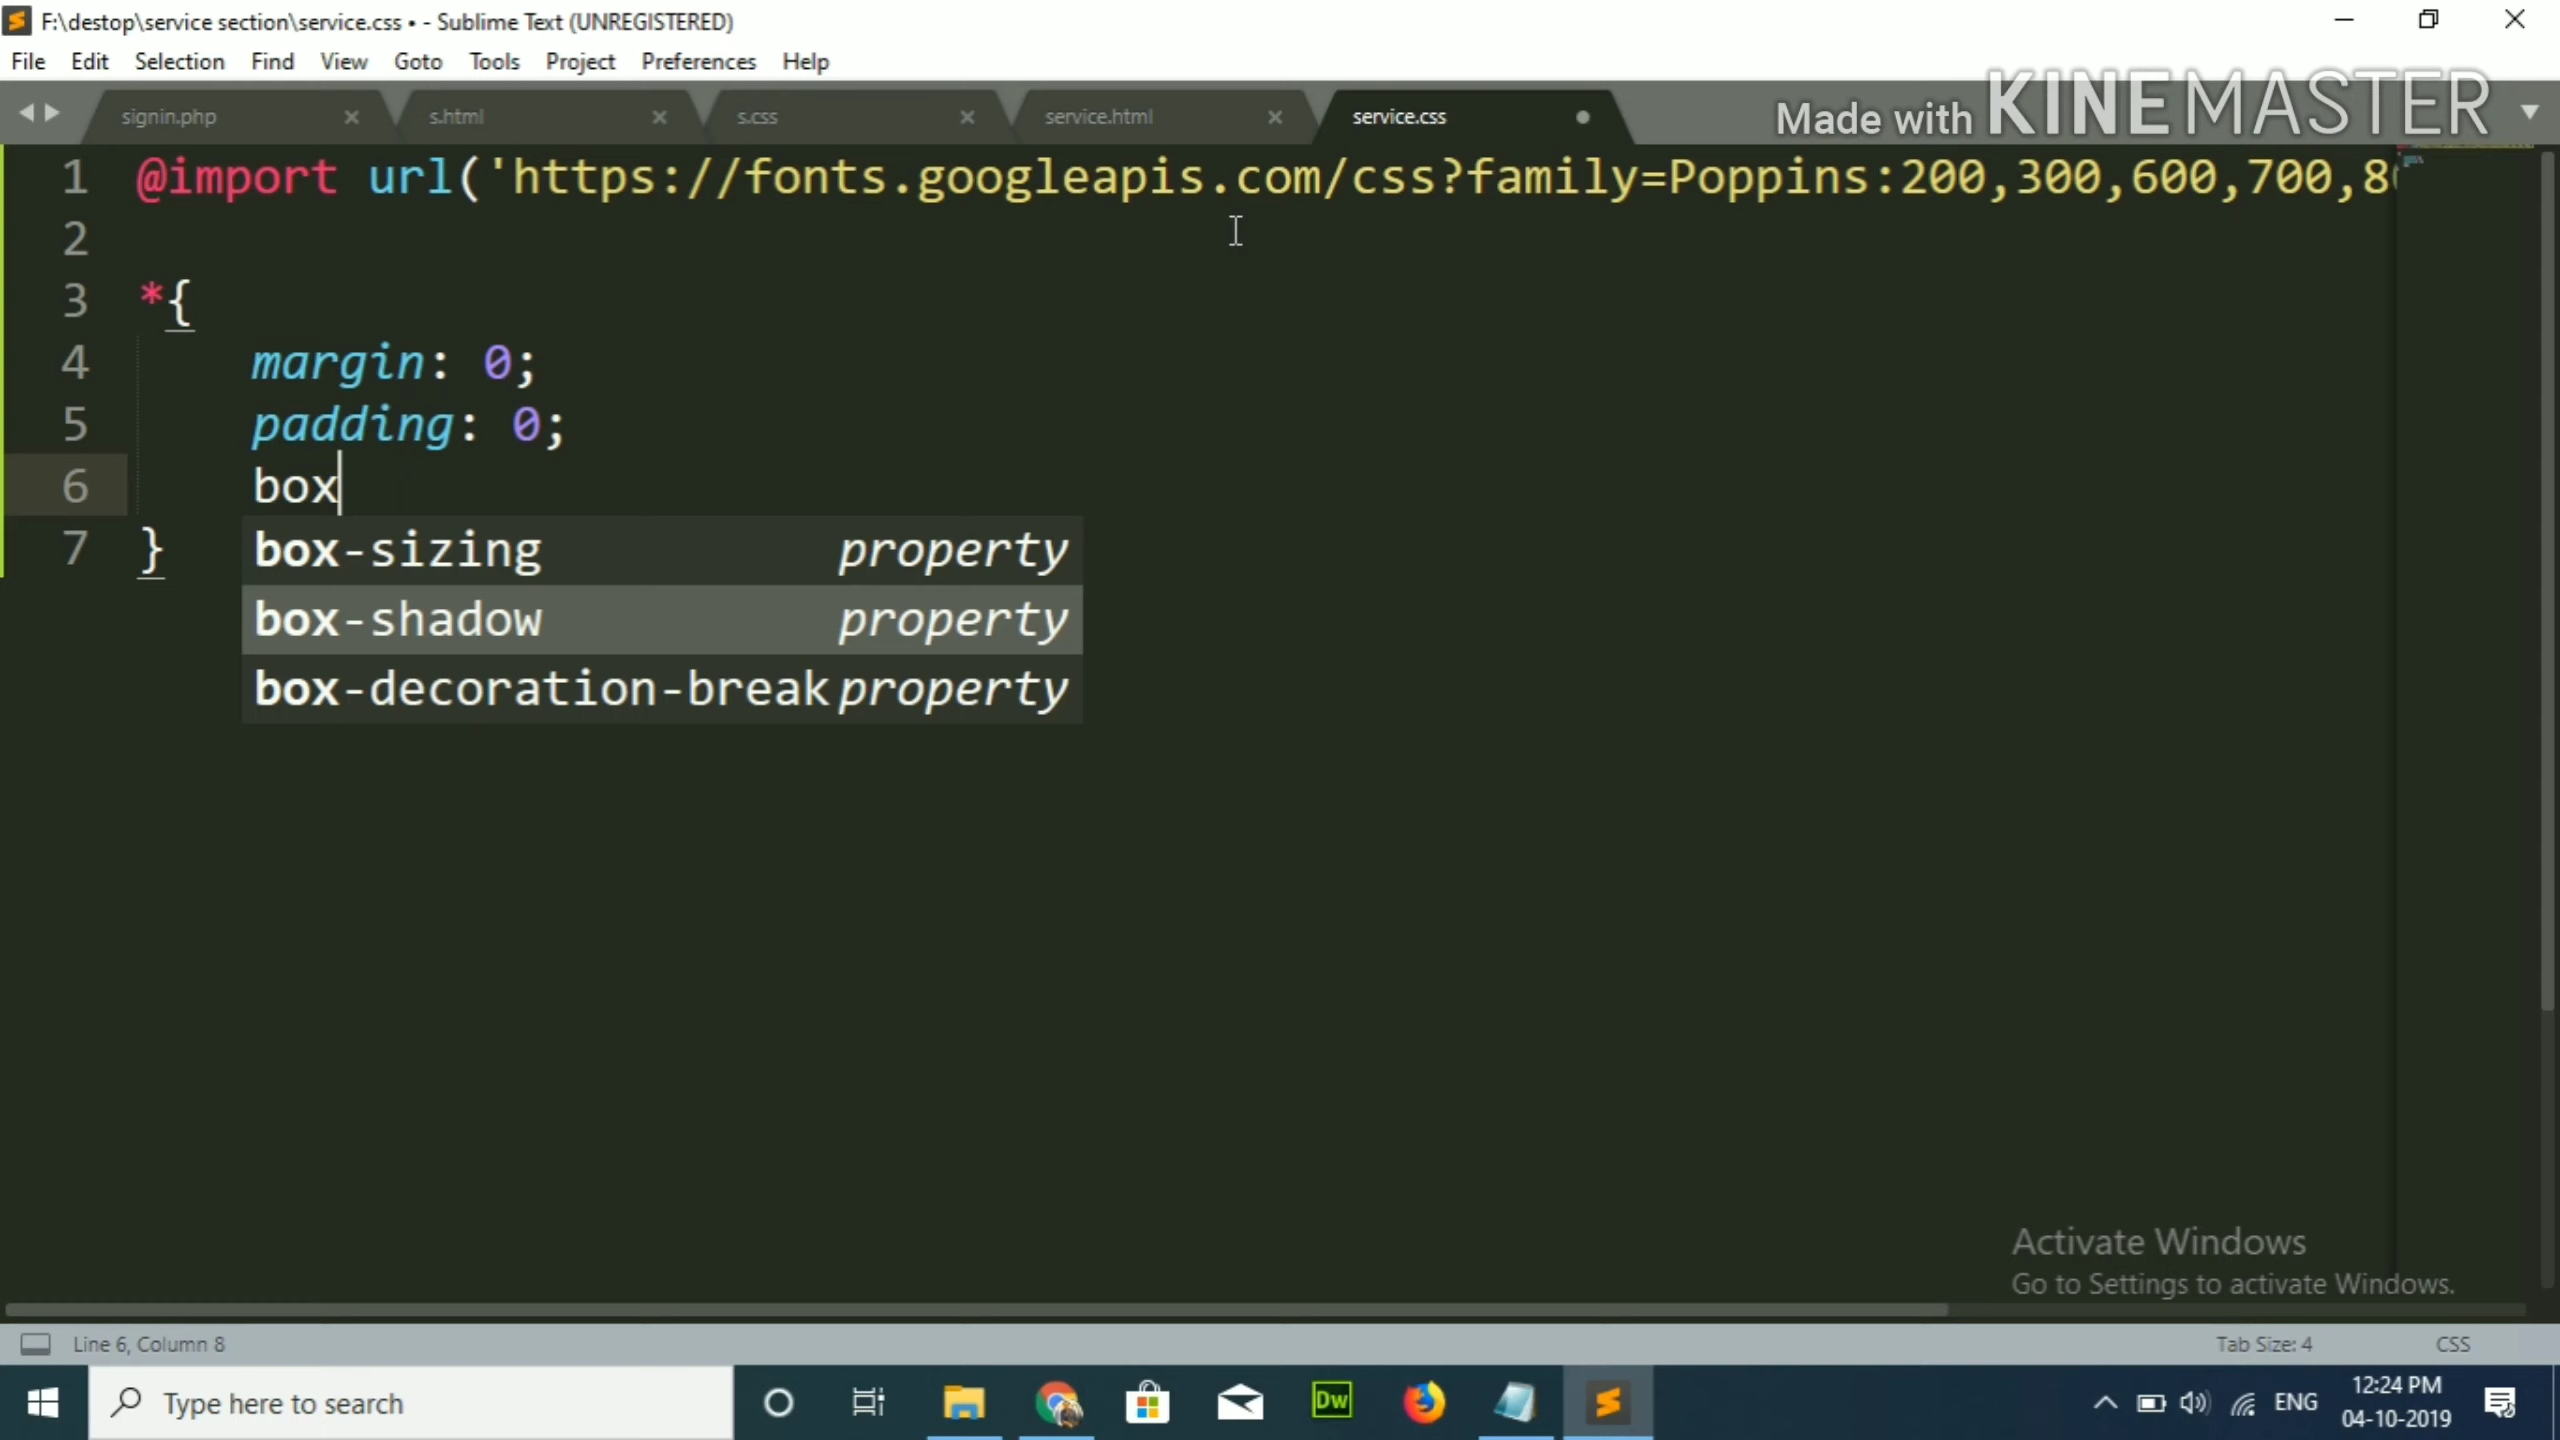 F:\destop\service section\service.css • - Sublime Text (UNREGISTERED)
File Edit Selection Find View Goto Tools Project Preferences Help
Made with KINEMASTER
signin.php s.html s.css service.html service.css
1 @import url('https://fonts.googleapis.com/css?family=Poppins:200,300,600,700,8
2
3 *{
4 margin: 0;
5 padding: 0;
6 box
box-sizing property
7 }
box-shadow property
box-decoration-break property
Activate Windows
Go to Settings to activate Windows.
Line 6, Column 8 Tab Size: 4 CSS
Type here to search
Dw
ENG
12:24 PM
04-10-2019